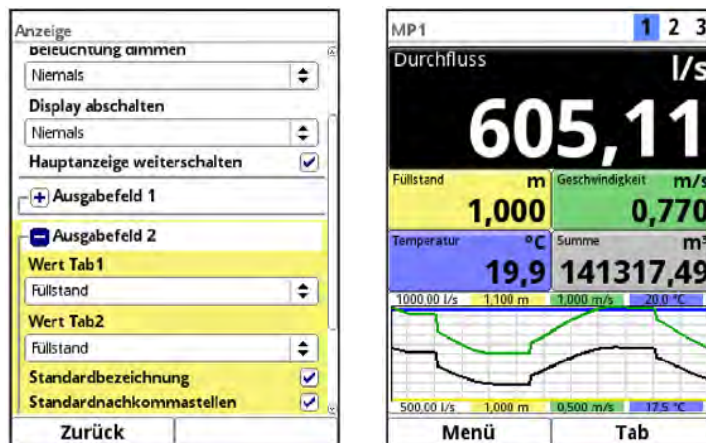 Anzeige
Beleuchtung dimmen
Niemals
Display abschalten
Niemals
Hauptanzeige weiterschalten
Ausgabefeld 1
Ausgabefeld 2
Wert Tab1
Füllstand
Wert Tab2
Füllstand
Standardbezeichnung
Standardnachkommastellen
Zurück
MP1 1 2 3
Durchfluss l/s
605,11
Füllstand m Geschwindigkeit m/s
1,000 0,770
Temperatur °C Summe m³
19,9 141317,49
1000,00 l/s 1,100 m 1,000 m/s 20,0 °C
500,00 l/s 1,000 m 0,500 m/s 17,5 °C
Menü Tab